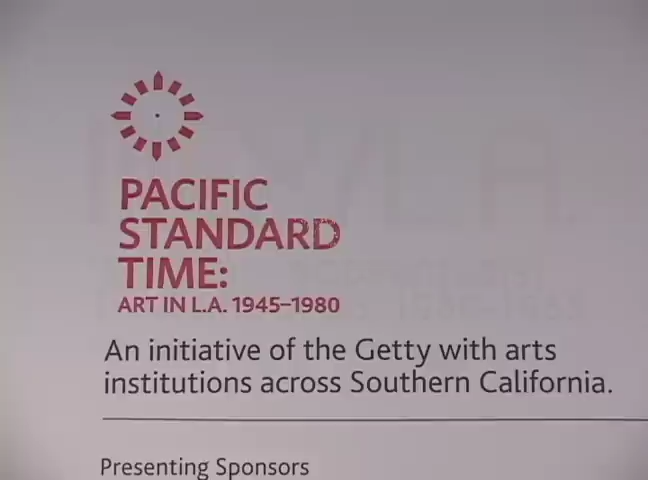 PACIFIC
STANDARD
TIME:
ART IN L.A. 1945–1980
An initiative of the Getty with arts
institutions across Southern California.
Presenting Sponsors